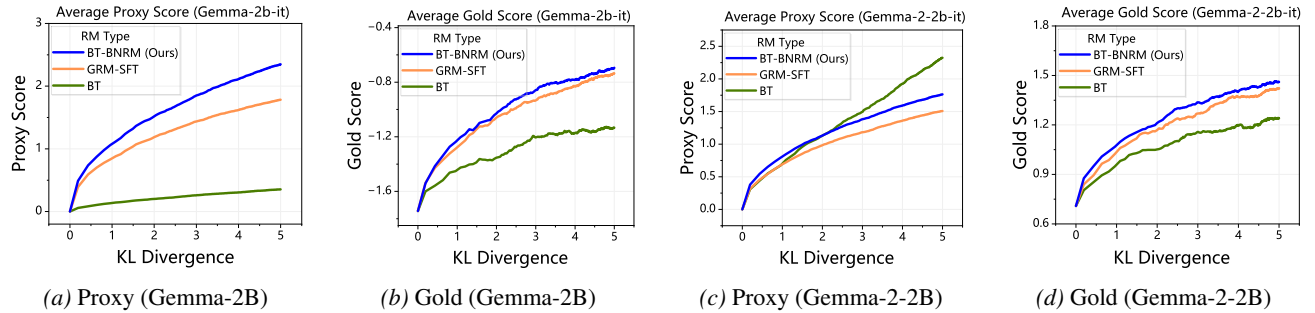 Average Proxy Score (Gemma-2b-it)
3
2
1
0
Proxy Score
RM Type
BT-BNRM (Ours)
GRM-SFT
BT
0 1 2 3 4 5
KL Divergence
(a) Proxy (Gemma-2B)
Average Gold Score (Gemma-2b-it)
−0.4
−0.8
−1.2
−1.6
Gold Score
RM Type
BT-BNRM (Ours)
GRM-SFT
BT
0 1 2 3 4 5
KL Divergence
(b) Gold (Gemma-2B)
Average Proxy Score (Gemma-2-2b-it)
2.5
2.0
1.5
1.0
0.5
0.0
Proxy Score
RM Type
BT-BNRM (Ours)
GRM-SFT
BT
0 1 2 3 4 5
KL Divergence
(c) Proxy (Gemma-2-2B)
Average Gold Score (Gemma-2-2b-it)
1.8
1.5
1.2
0.9
0.6
Gold Score
RM Type
BT-BNRM (Ours)
GRM-SFT
BT
0 1 2 3 4 5
KL Divergence
(d) Gold (Gemma-2-2B)